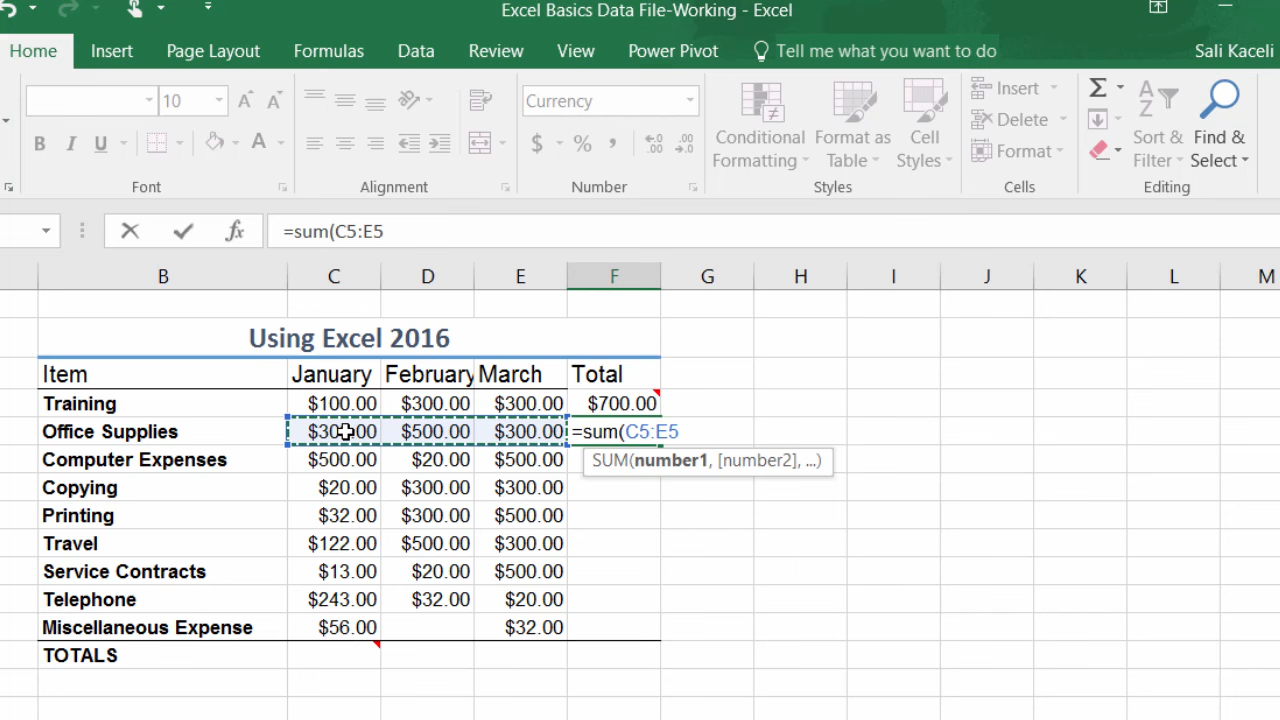 Excel Basics Data File-Working - Excel
Home Insert Page Layout Formulas Data Review View Power Pivot Tell me what you want to do Sali Kaceli
10 A A Currency Insert Σ A
Z
B I U A $ % , .0 .00 .00 .0 Conditional Formatting Format as Table Cell Styles Delete Sort & Filter Find & Select
Format
Font Alignment Number Styles Cells Editing
fx =sum(C5:E5
B C D E F G H I J K L M
Using Excel 2016
Item January February March Total
Training $100.00 $300.00 $300.00 $700.00
Office Supplies $500.00 $300.00 =sum(C5:E5
Computer Expenses $500.00 $20.00 $500.00 SUM(number1, [number2], ...)
Copying $20.00 $300.00 $300.00
Printing $32.00 $300.00 $500.00
Travel $122.00 $500.00 $300.00
Service Contracts $13.00 $20.00 $500.00
Telephone $243.00 $32.00 $20.00
Miscellaneous Expense $56.00 $32.00
TOTALS